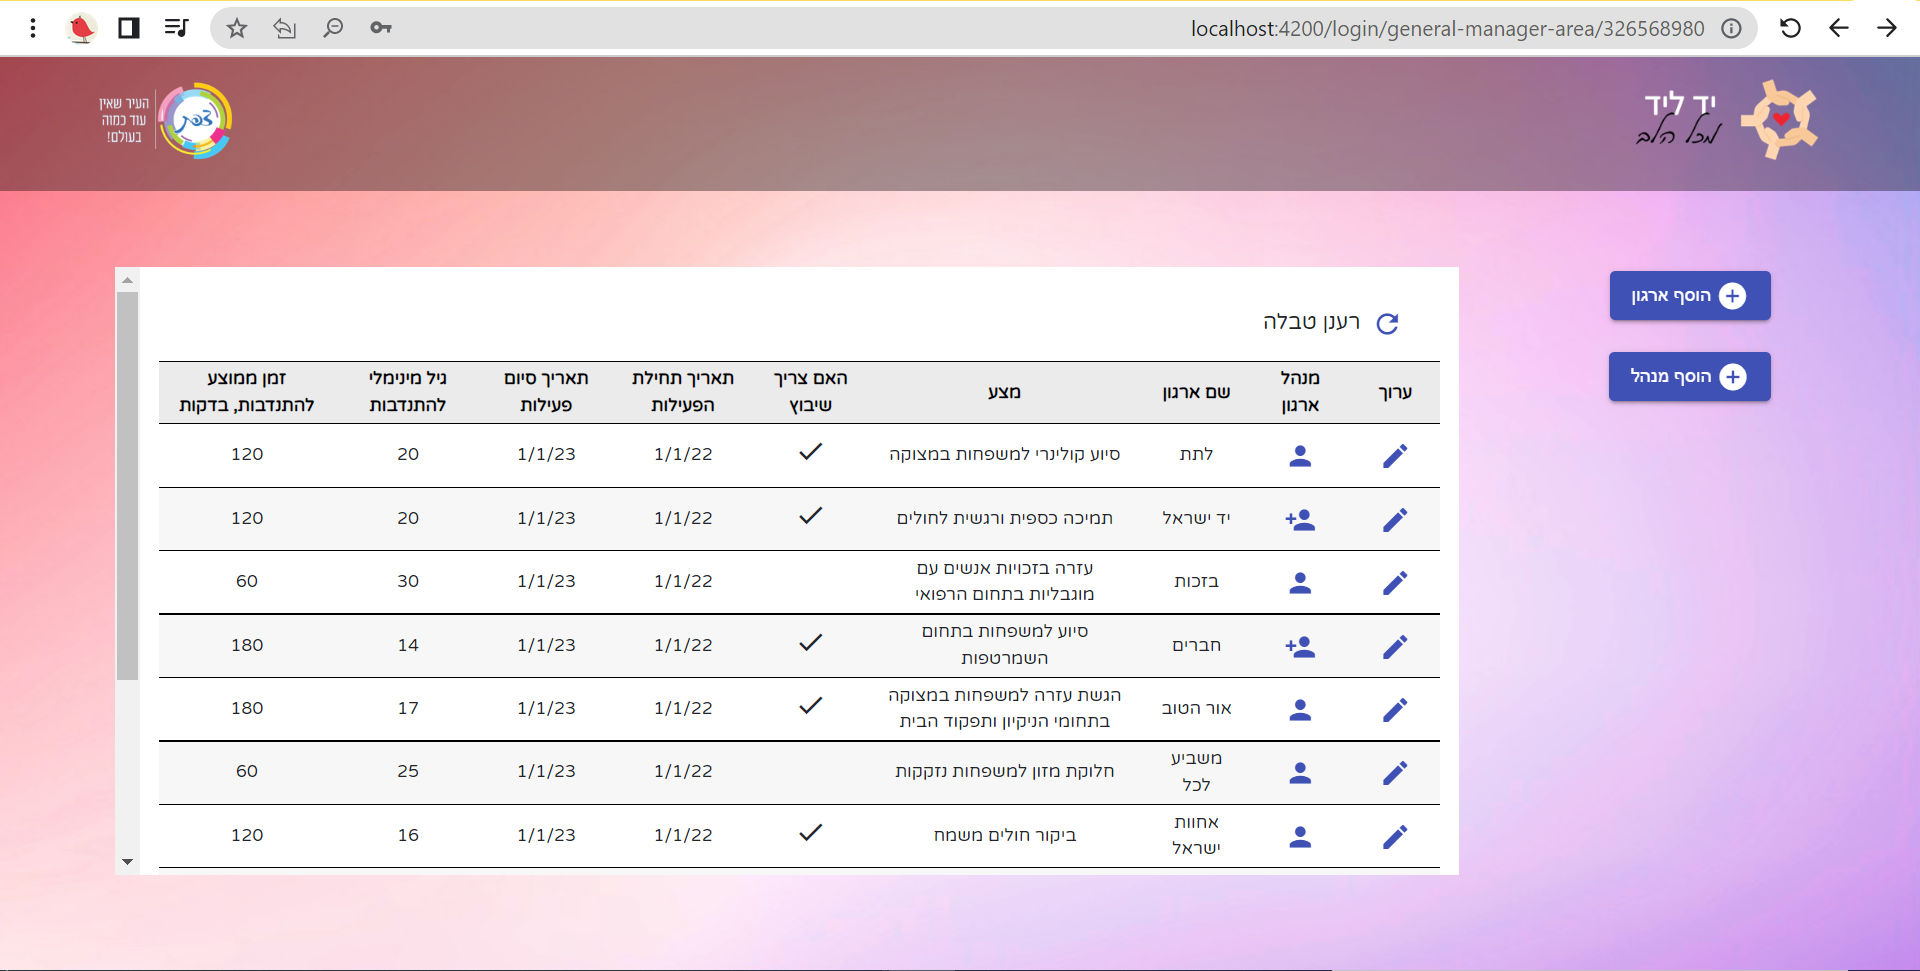 localhost:4200/login/general-manager-area/326568980
יד ליד
מכל הלב
צפת
העיר שאין
עוד כמוה
בעולם!
הוסף ארגון
הוסף מנהל
רענן טבלה
ערוך
מנהל
ארגון
שם ארגון
מצע
האם צריך
שיבוץ
תאריך תחילת
הפעילות
תאריך סיום
פעילות
גיל מינימלי
להתנדבות
זמן ממוצע
להתנדבות, בדקות
לתת
סיוע קולינרי למשפחות במצוקה
1/1/22
1/1/23
20
120
יד ישראל
תמיכה כספית ורגשית לחולים
1/1/22
1/1/23
20
120
בזכות
עזרה בזכויות אנשים עם
מוגבליות בתחום הרפואי
1/1/22
1/1/23
30
60
חברים
סיוע למשפחות בתחום
השמרטפות
1/1/22
1/1/23
14
180
אור הטוב
הגשת עזרה למשפחות במצוקה
בתחומי הניקיון ותפקוד הבית
1/1/22
1/1/23
17
180
משביע
לכל
חלוקת מזון למשפחות נזקקות
1/1/22
1/1/23
25
60
אחוות
ישראל
ביקור חולים משמח
1/1/22
1/1/23
16
120